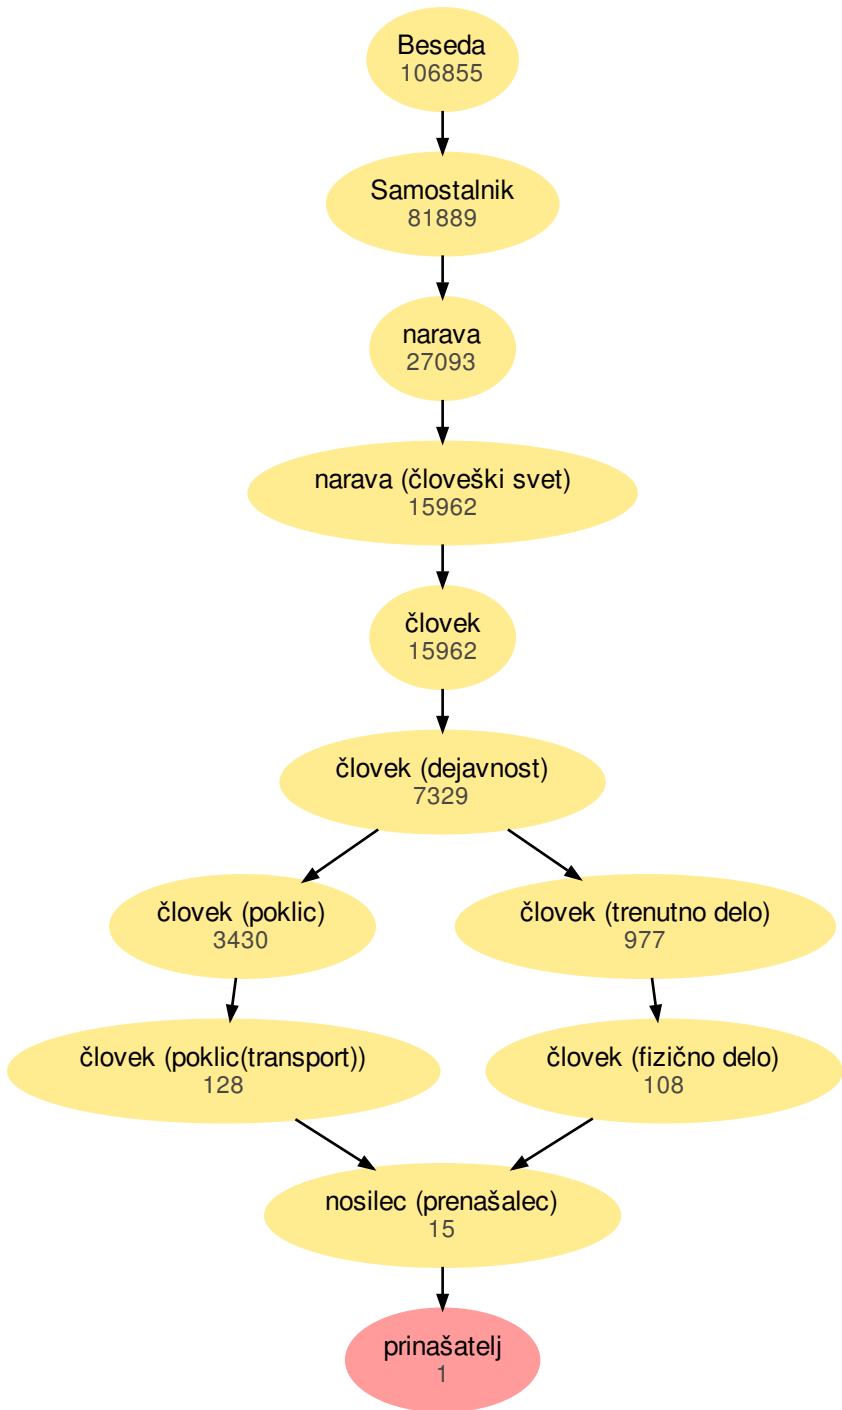 Beseda
106855
Samostalnik
81889
narava
27093
narava (človeški svet)
15962
človek
15962
človek (dejavnost)
7329
človek (poklic)
3430
človek (trenutno delo)
977
človek (poklic(transport))
128
človek (fizično delo)
108
nosilec (prenašalec)
15
prinašatelj
1